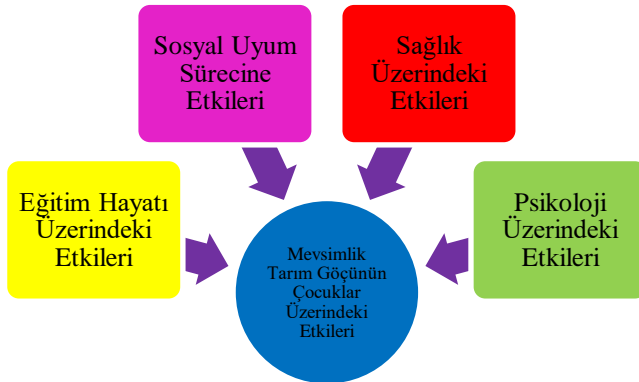 Sosyal Uyum
Sürecine
Etkileri
Sağlık
Üzerindeki
Etkileri
Eğitim Hayatı
Üzerindeki
Etkileri
Psikoloji
Üzerindeki
Etkileri
Mevsimlik
Tarım Göçünün
Çocuklar
Üzerindeki
Etkileri